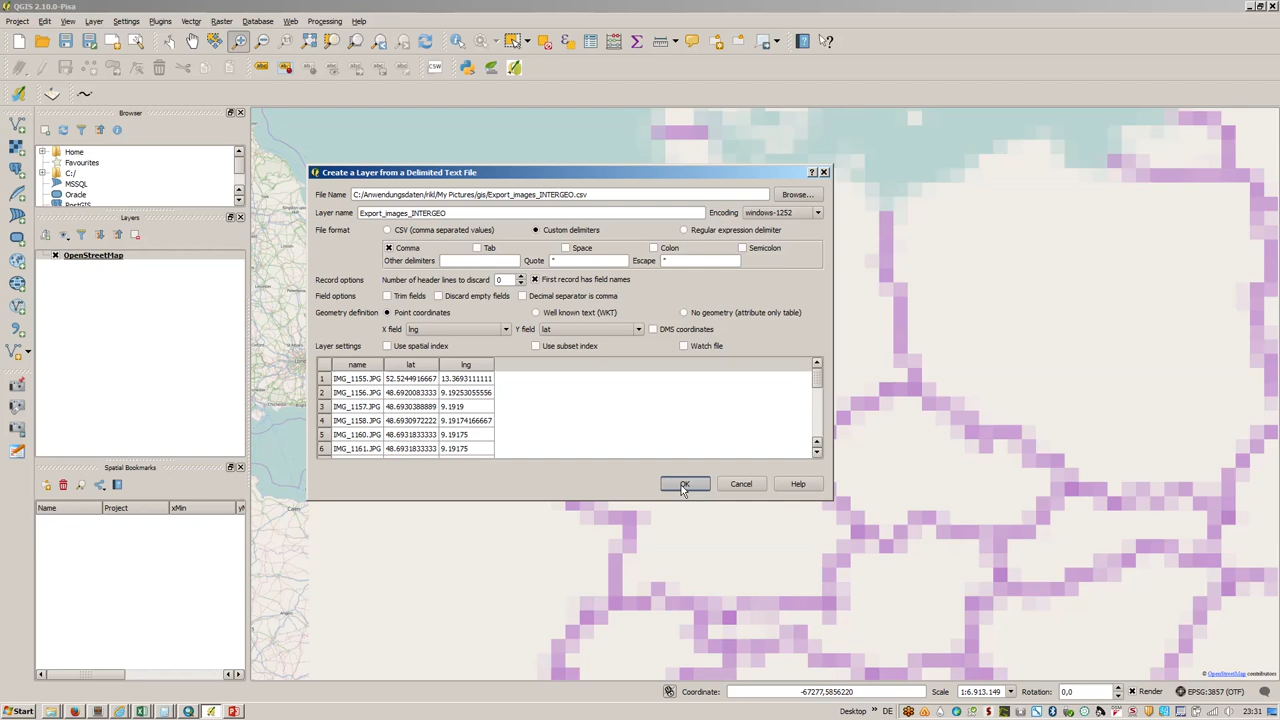 QGIS 2.10.0-Pisa
Project Edit View Layer Settings Plugins Vector Raster Database Web Processing Help
CSW
Browser
Home
Favourites
C:/
MSSQL
Oracle
PostGIS
Layers
OpenStreetMap
Spatial Bookmarks
Name Project xMin
Create a Layer from a Delimited Text File
File Name C:/Anwendungsdaten/rikl/My Pictures/gis/Export_images_INTERGEO.csv Browse...
Layer name Export_images_INTERGEO Encoding windows-1252
File format CSV (comma separated values) Custom delimiters Regular expression delimiter
Comma Tab Space Colon Semicolon
Other delimiters Quote " Escape "
Record options Number of header lines to discard 0 First record has field names
Field options Trim fields Discard empty fields Decimal separator is comma
Geometry definition Point coordinates Well known text (WKT) No geometry (attribute only table)
X field lng Y field lat DMS coordinates
Layer settings Use spatial index Use subset index Watch file
name lat lng
1 IMG_1155.JPG 52.5244916667 13.3693111111
2 IMG_1156.JPG 48.6920083333 9.19253055556
3 IMG_1157.JPG 48.6930388889 9.1919
4 IMG_1158.JPG 48.6930972222 9.19174166667
5 IMG_1160.JPG 48.6931833333 9.19175
6 IMG_1161.JPG 48.6931833333 9.19175
OK Cancel Help
© OpenStreetMap contributors
Coordinate: -67277,5856220 Scale 1:6.913.149 Rotation: 0,0 Render EPSG:3857 (OTF)
Start Desktop » DE 23:31